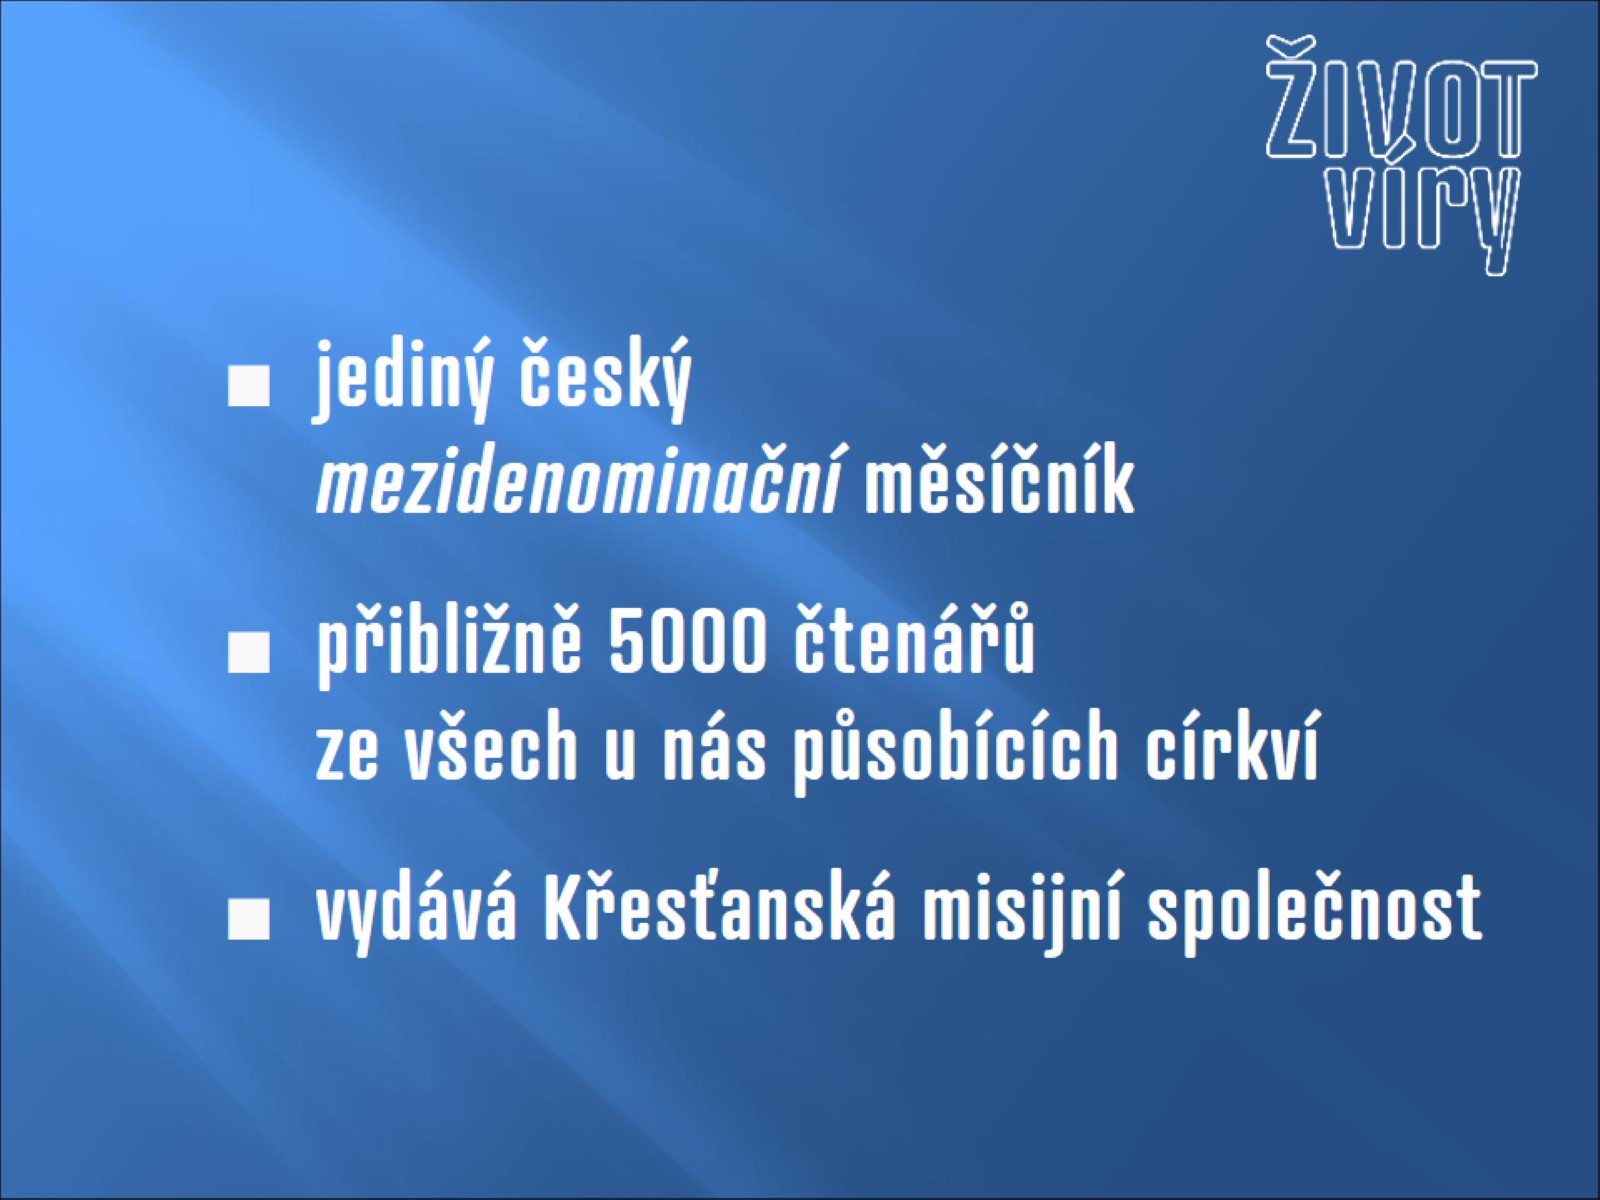 ŽIVOT
víry
jediný český
mezidenominační měsíčník
přibližně 5000 čtenářů
ze všech u nás působících církví
vydává Křesťanská misijní společnost